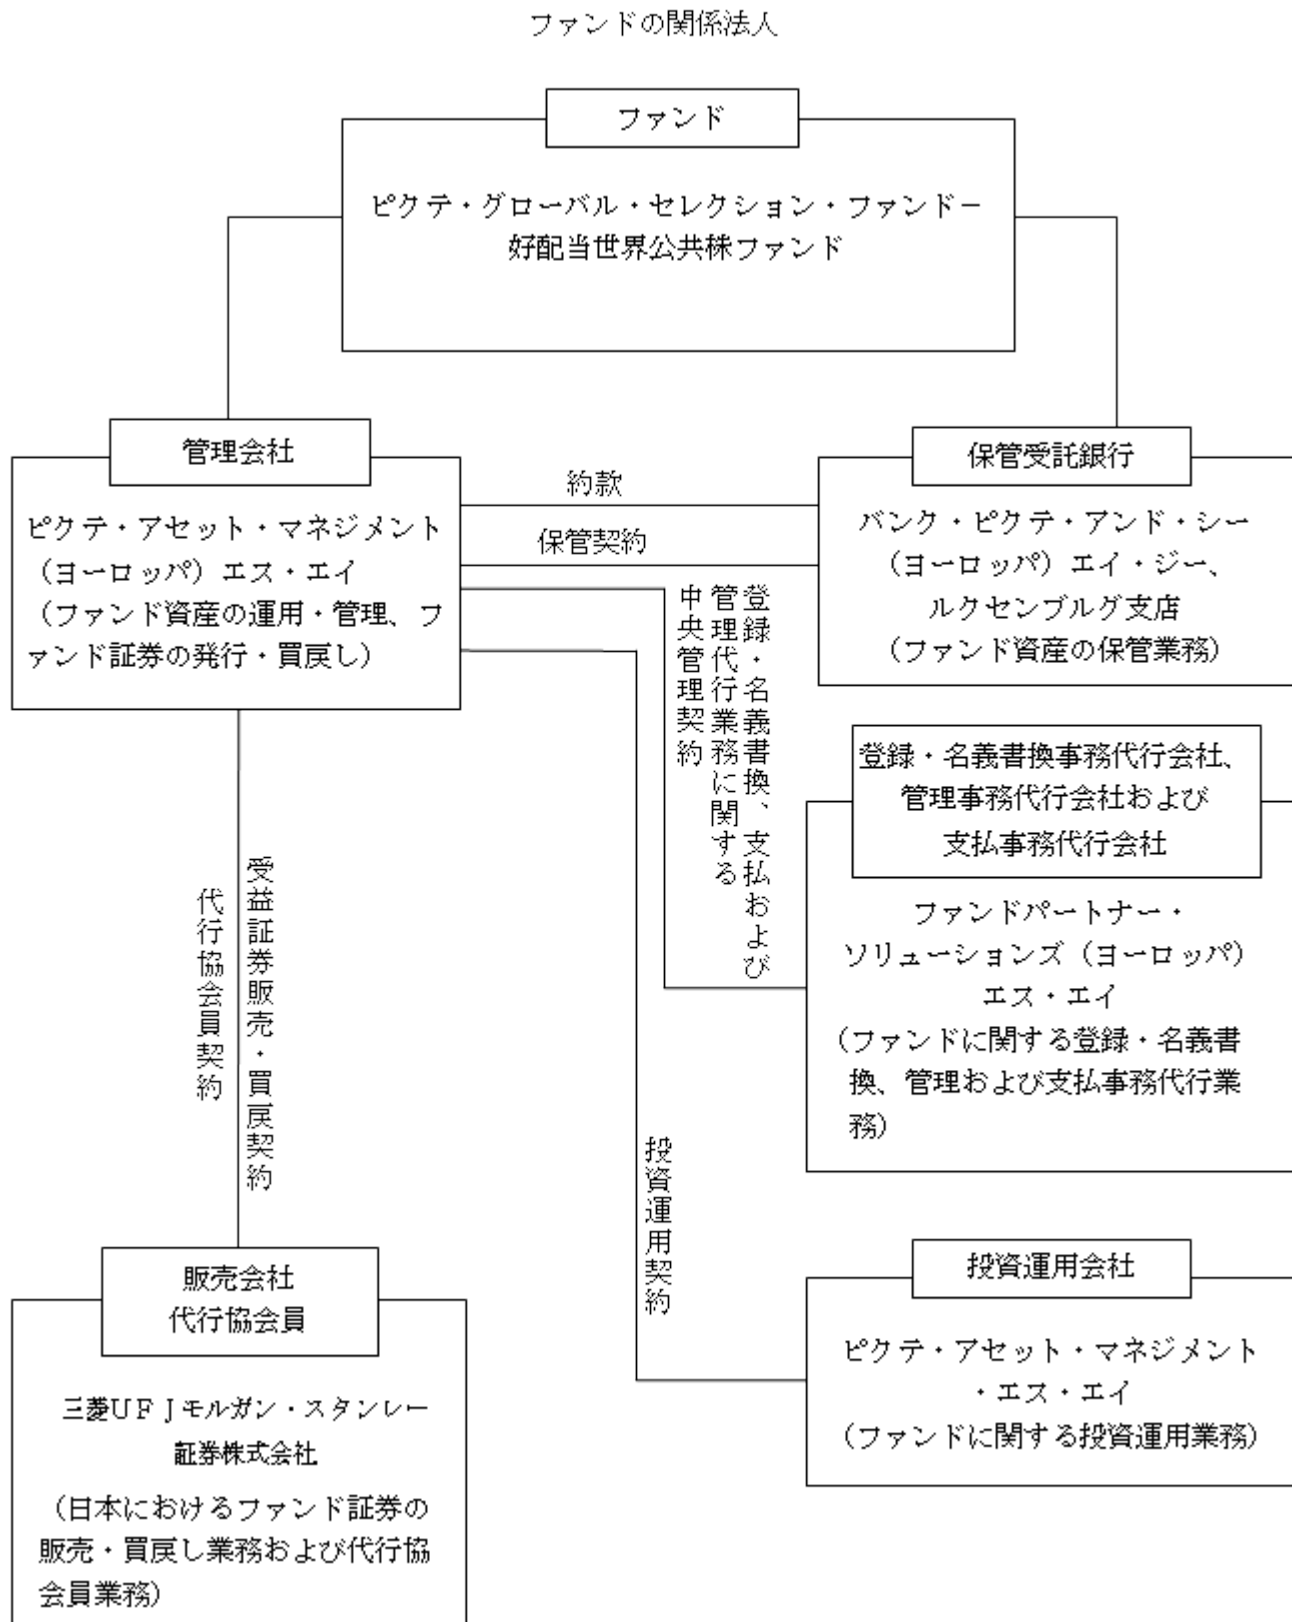 ファンドの関係法人
ファンド
ピクテ・グローバル・セレクション・ファンド－
好配当世界公共株ファンド
管理会社
ピクテ・アセット・マネジメント
（ヨーロッパ）エス・エイ
（ファンド資産の運用・管理、フ
ァンド証券の発行・買戻し）
約款
保管契約
保管受託銀行
バンク・ピクテ・アンド・シー
（ヨーロッパ）エイ・ジー、
ルクセンブルグ支店
（ファンド資産の保管業務）
登録・名義書換、支払および
管理代行業務に関する
中央管理契約
登録・名義書換事務代行会社、
管理事務代行会社および
支払事務代行会社
ファンドパートナー・
ソリューションズ（ヨーロッパ）
エス・エイ
（ファンドに関する登録・名義書
換、管理および支払事務代行業
務）
受益証券販売・買戻契約
代行協会員契約
投資運用契約
投資運用会社
ピクテ・アセット・マネジメント
・エス・エイ
（ファンドに関する投資運用業務）
販売会社
代行協会員
三菱ＵＦＪモルガン・スタンレー
証券株式会社
（日本におけるファンド証券の
販売・買戻し業務および代行協
会員業務）